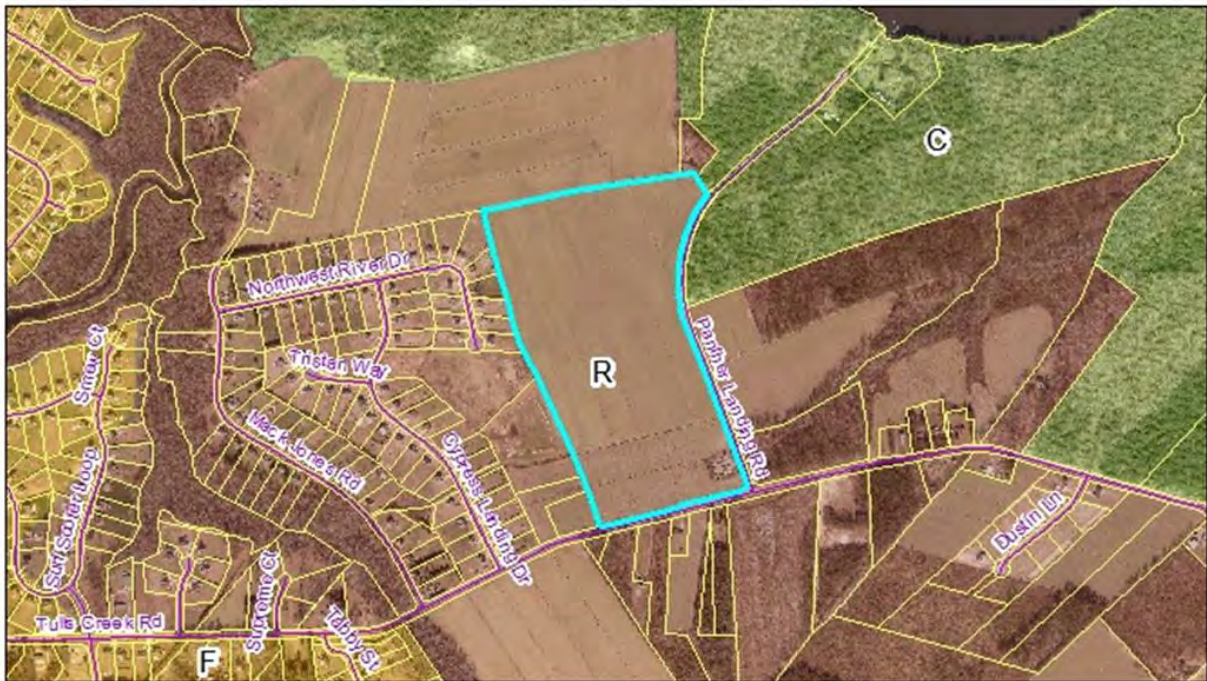 C
Northwest River Dr
Smax Ct
Tristan Way
R
Panther Landing Rd
Mack Jones Rd
Cypress Landing Dr
Surf Scoter Loop
Dustin Ln
Tulls Creek Rd
Supreme Ct
Tabby St
F